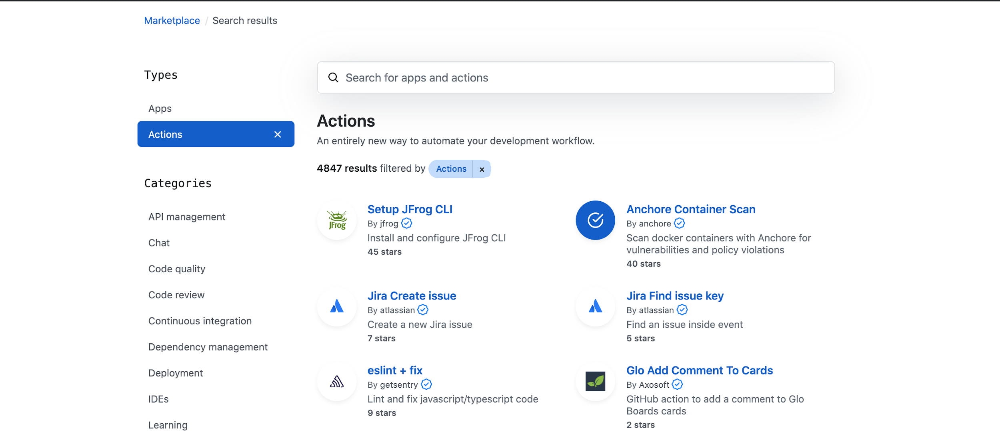 Marketplace / Search results
Types
Apps
Actions
Categories
API management
Chat
Code quality
Code review
Continuous integration
Dependency management
Deployment
IDEs
Learning
Search for apps and actions
Actions
An entirely new way to automate your development workflow.
4847 results filtered by Actions ×
JFrog
Setup JFrog CLI
By jfrog
Install and configure JFrog CLI
45 stars
Anchore Container Scan
By anchore
Scan docker containers with Anchore for
vulnerabilities and policy violations
40 stars
Jira Create issue
By atlassian
Create a new Jira issue
7 stars
Jira Find issue key
By atlassian
Find an issue inside event
5 stars
eslint + fix
By getsentry
Lint and fix javascript/typescript code
9 stars
Glo Add Comment To Cards
By Axosoft
GitHub action to add a comment to Glo
Boards cards
2 stars